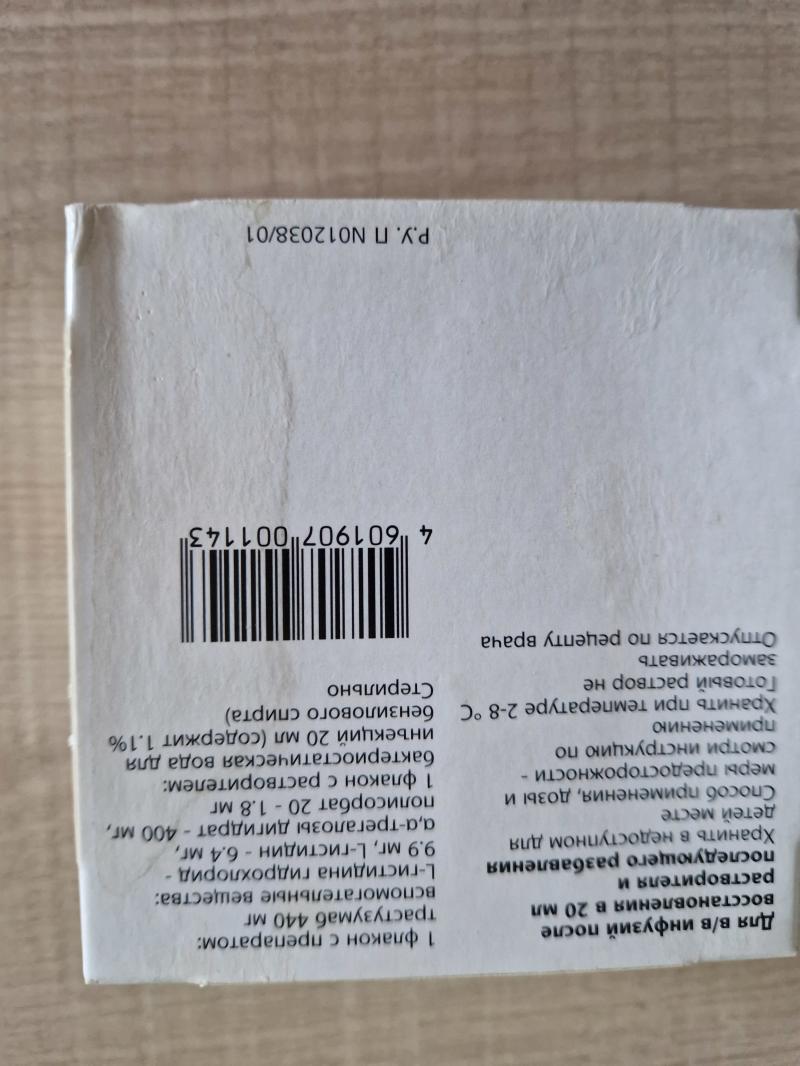 Для в/в инфузий после
восстановления в 20 мл
растворителя и
последующего разбавления
Хранить в недоступном для
детей месте
Способ применения, дозы и
меры предосторожности -
смотри инструкцию по
применению
Хранить при температуре 2-8 °С
Готовый раствор не
замораживать
Отпускается по рецепту врача
1 флакон с препаратом:
трастузумаб 440 мг
вспомогательные вещества:
L-гистидина гидрохлорид -
9.9 мг, L-гистидин - 6.4 мг,
α,α-трегалозы дигидрат - 400 мг,
полисорбат 20 - 1.8 мг
1 флакон с растворителем:
бактериостатическая вода для
инъекций 20 мл (содержит 1.1%
бензилового спирта)
Стерильно
4 601907 001143
Р.У. П N012038/01